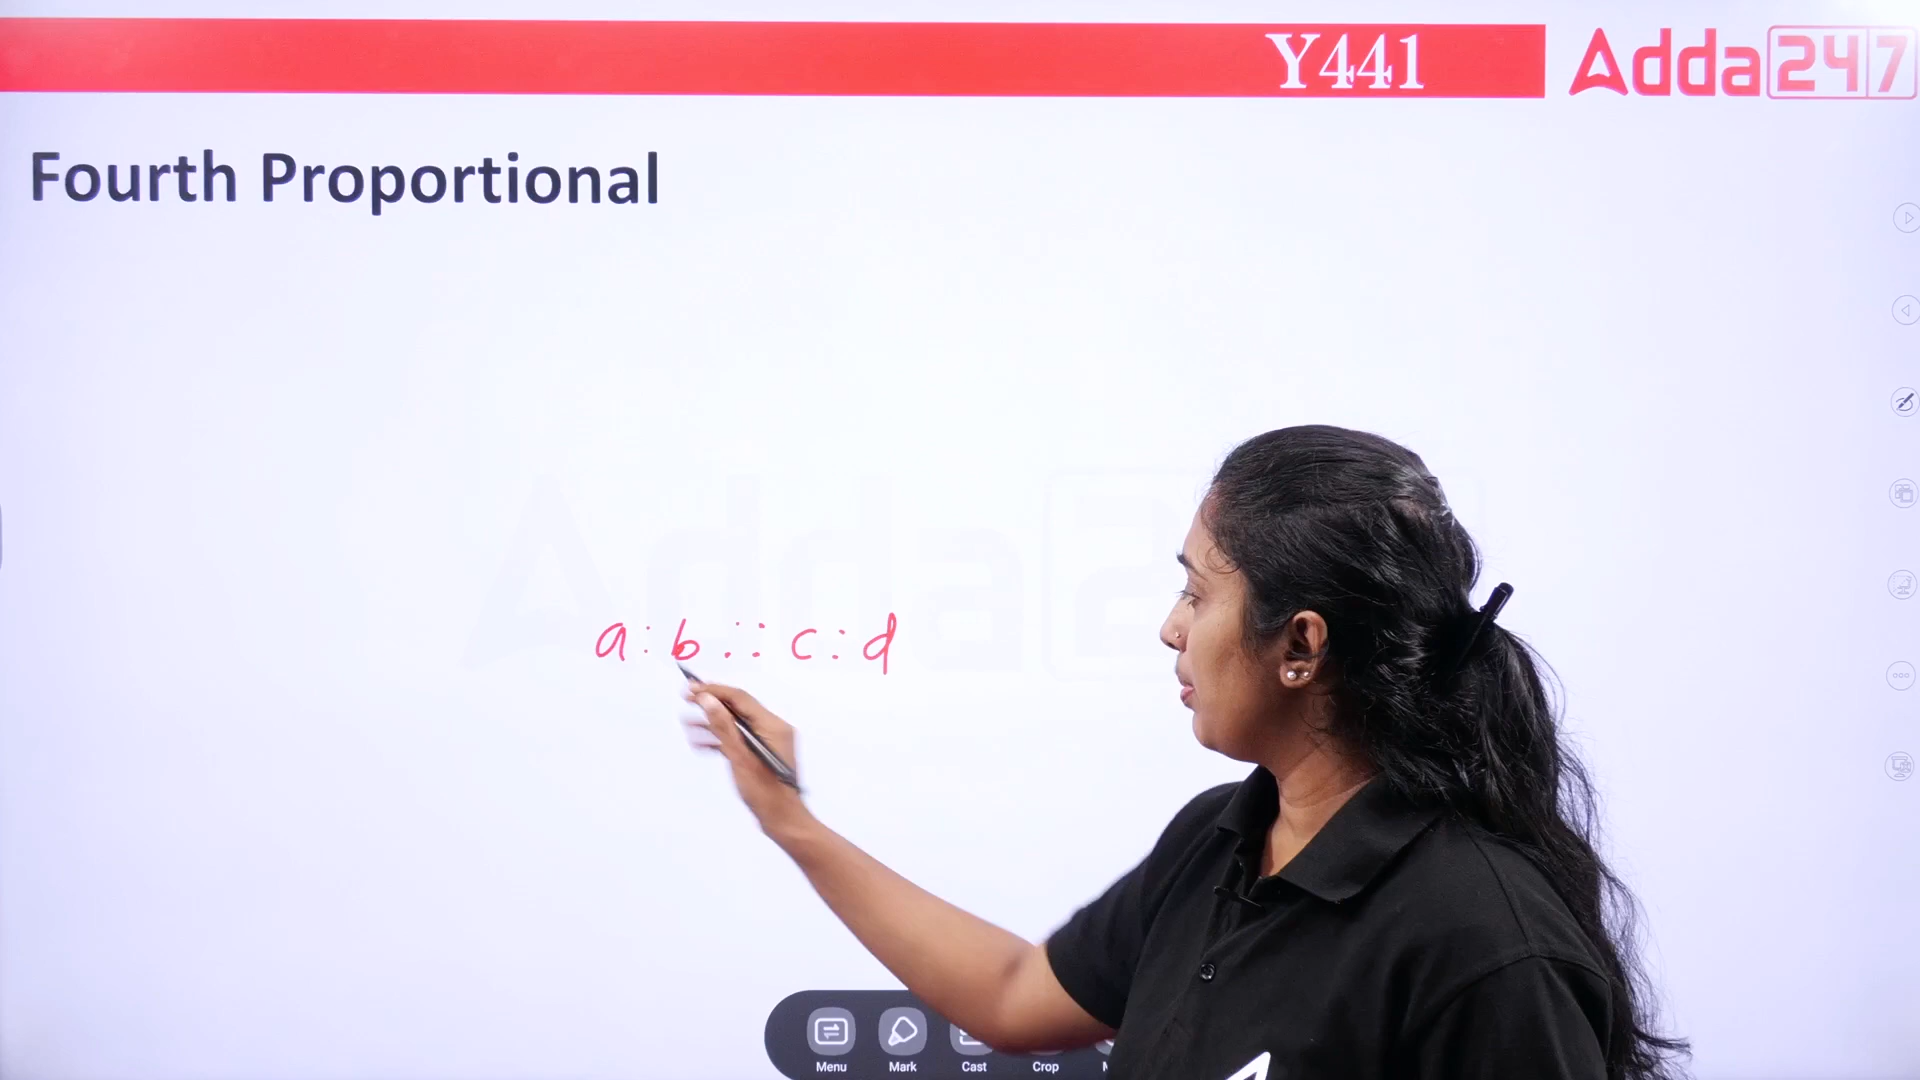 Y441
Adda247
Fourth Proportional
a : b :: c : d
Menu Mark Cast Crop